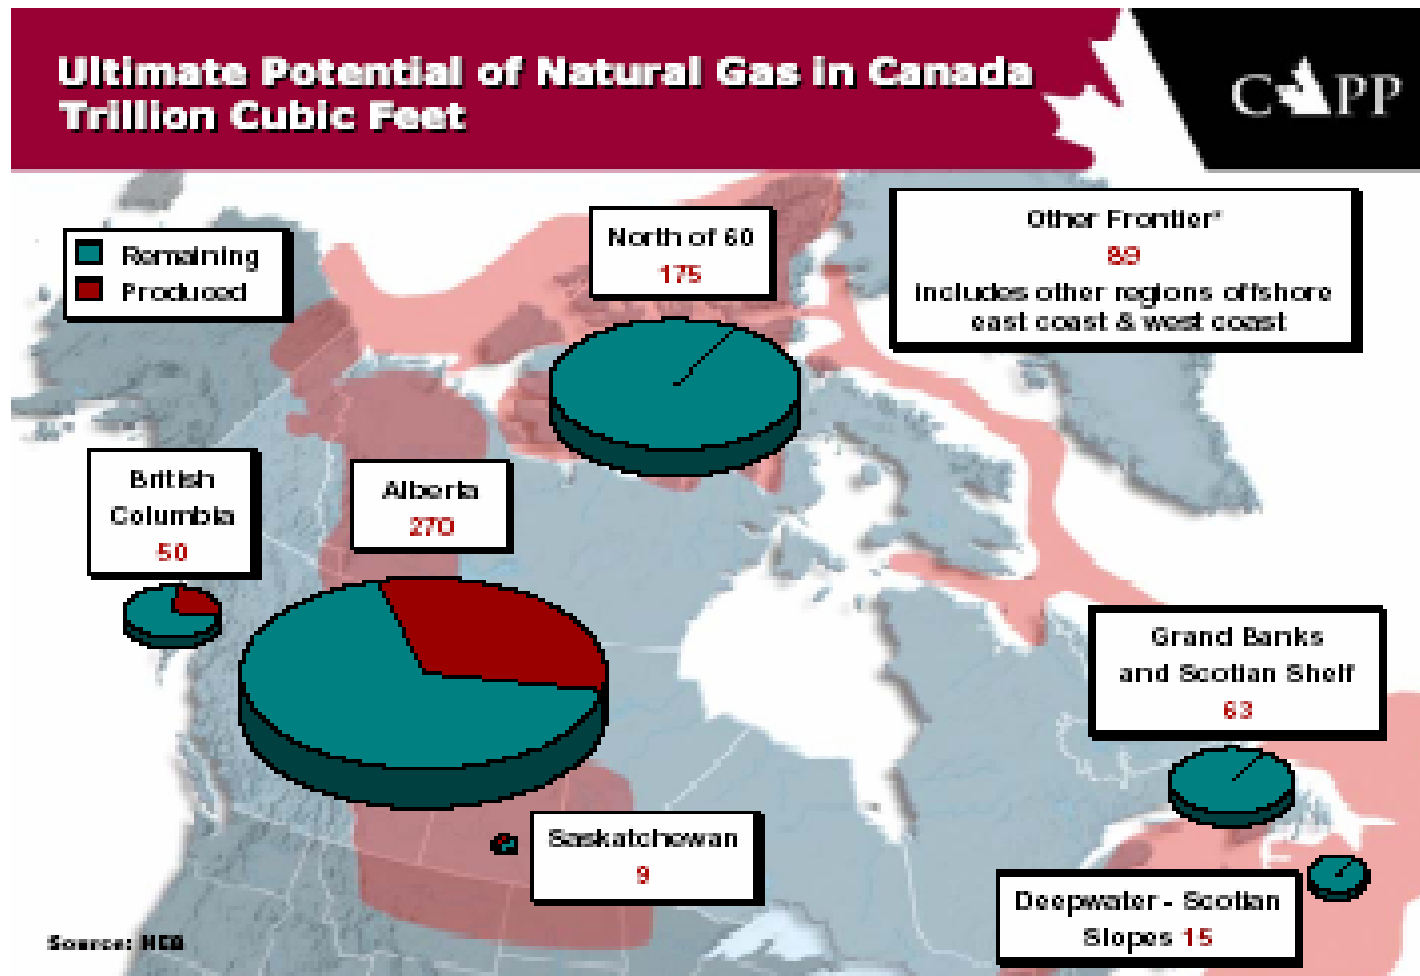 Ultimate Potential of Natural Gas in Canada
Trillion Cubic Feet
CAPP
Remaining
Produced
North of 60
175
Other Frontier*
89
includes other regions offshore
east coast & west coast
British
Columbia
50
Alberta
270
Grand Banks
and Scotian Shelf
63
Saskatchewan
9
Deepwater - Scotian
Slopes 15
Source: NEB